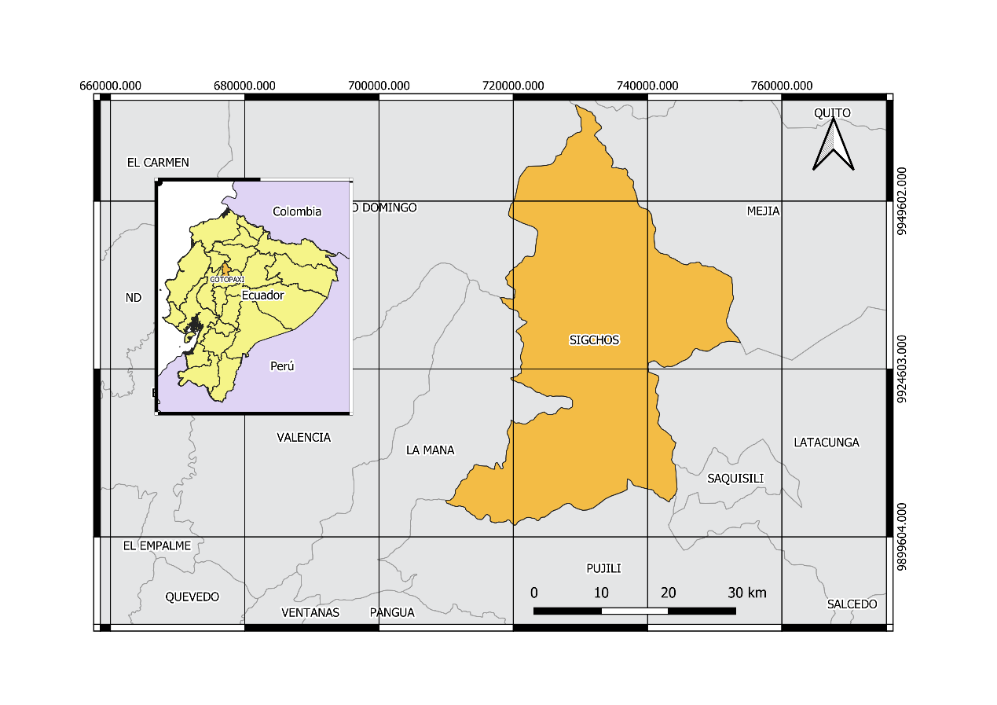 660000.000 680000.000 700000.000 720000.000 740000.000 760000.000
QUITO
EL CARMEN
O DOMINGO
MEJIA
9949602.000
Colombia
COTOPAXI
Ecuador
ND
SIGCHOS
Perú
9924603.000
VALENCIA
LA MANA
LATACUNGA
SAQUISILI
EL EMPALME
9899604.000
PUJILI
QUEVEDO
0 10 20 30 km
VENTANAS
PANGUA
SALCEDO